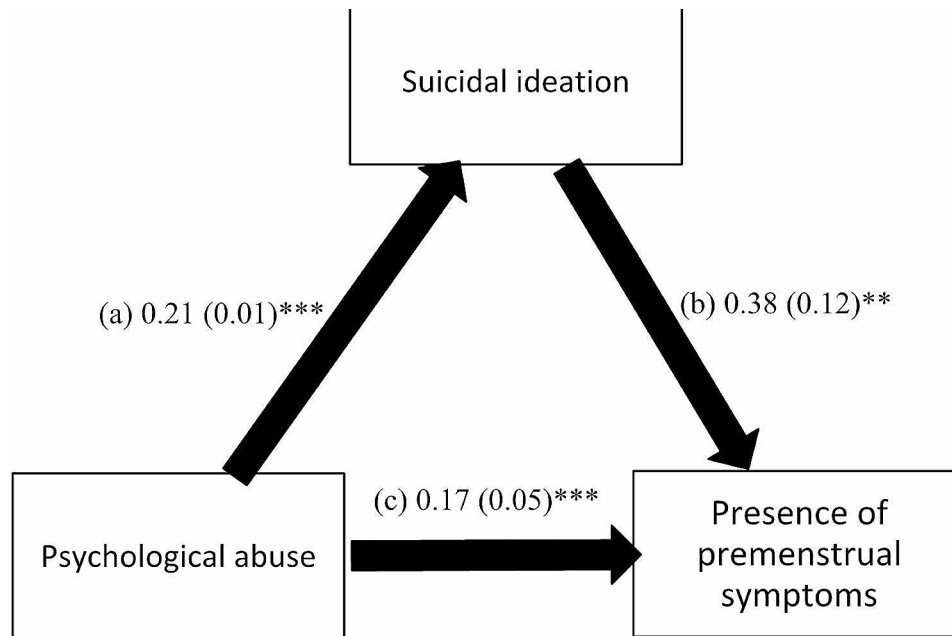 Suicidal ideation
(a) 0.21 (0.01)***
(b) 0.38 (0.12)**
(c) 0.17 (0.05)***
Psychological abuse
Presence of
premenstrual
symptoms